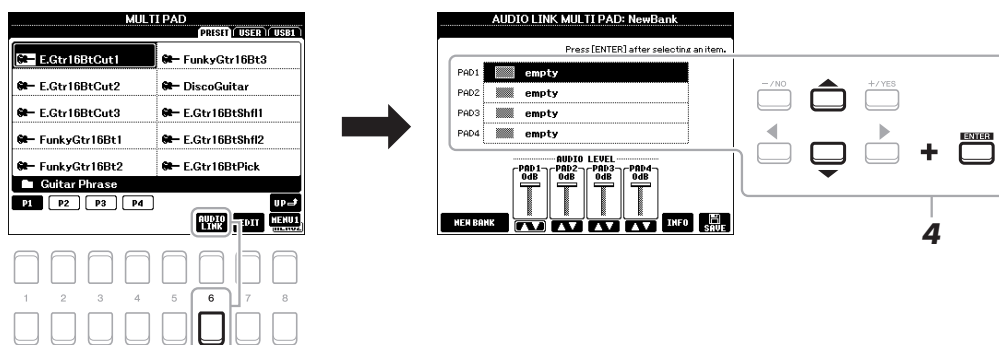 MULTI PAD
PRESET USER USB1
E.Gtr16BtCut1 FunkyGtr16Bt3
E.Gtr16BtCut2 DiscoGuitar
E.Gtr16BtCut3 E.Gtr16BtShfl1
FunkyGtr16Bt1 E.Gtr16BtShfl2
FunkyGtr16Bt2 E.Gtr16BtPick
Guitar Phrase
P1 P2 P3 P4 UP
AUDIO LINK EDIT MENU1
MENU2
1 2 3 4 5 6 7 8
AUDIO LINK MULTI PAD: NewBank
Press [ENTER] after selecting an item.
PAD1 empty
PAD2 empty
PAD3 empty
PAD4 empty
AUDIO LEVEL
PAD1 PAD2 PAD3 PAD4
0dB 0dB 0dB 0dB
NEW BANK INFO SAVE
-/NO +/YES
+ ENTER
4